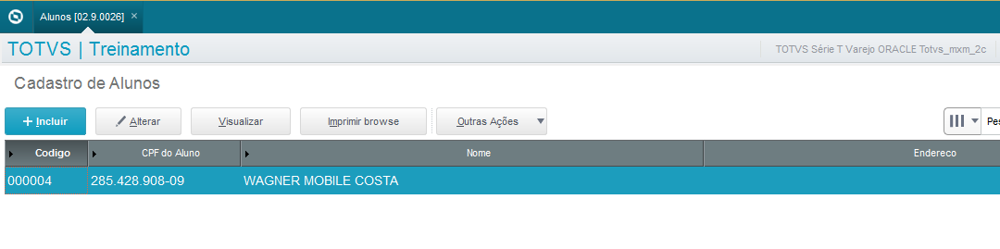 Alunos [02.9.0026] ×
TOTVS | Treinamento
TOTVS Série T Varejo ORACLE Totvs_mxm_2c
Cadastro de Alunos
+ Incluir Alterar Visualizar Imprimir browse Outras Ações Pes
Codigo CPF do Aluno Nome Endereco
000004 285.428.908-09 WAGNER MOBILE COSTA